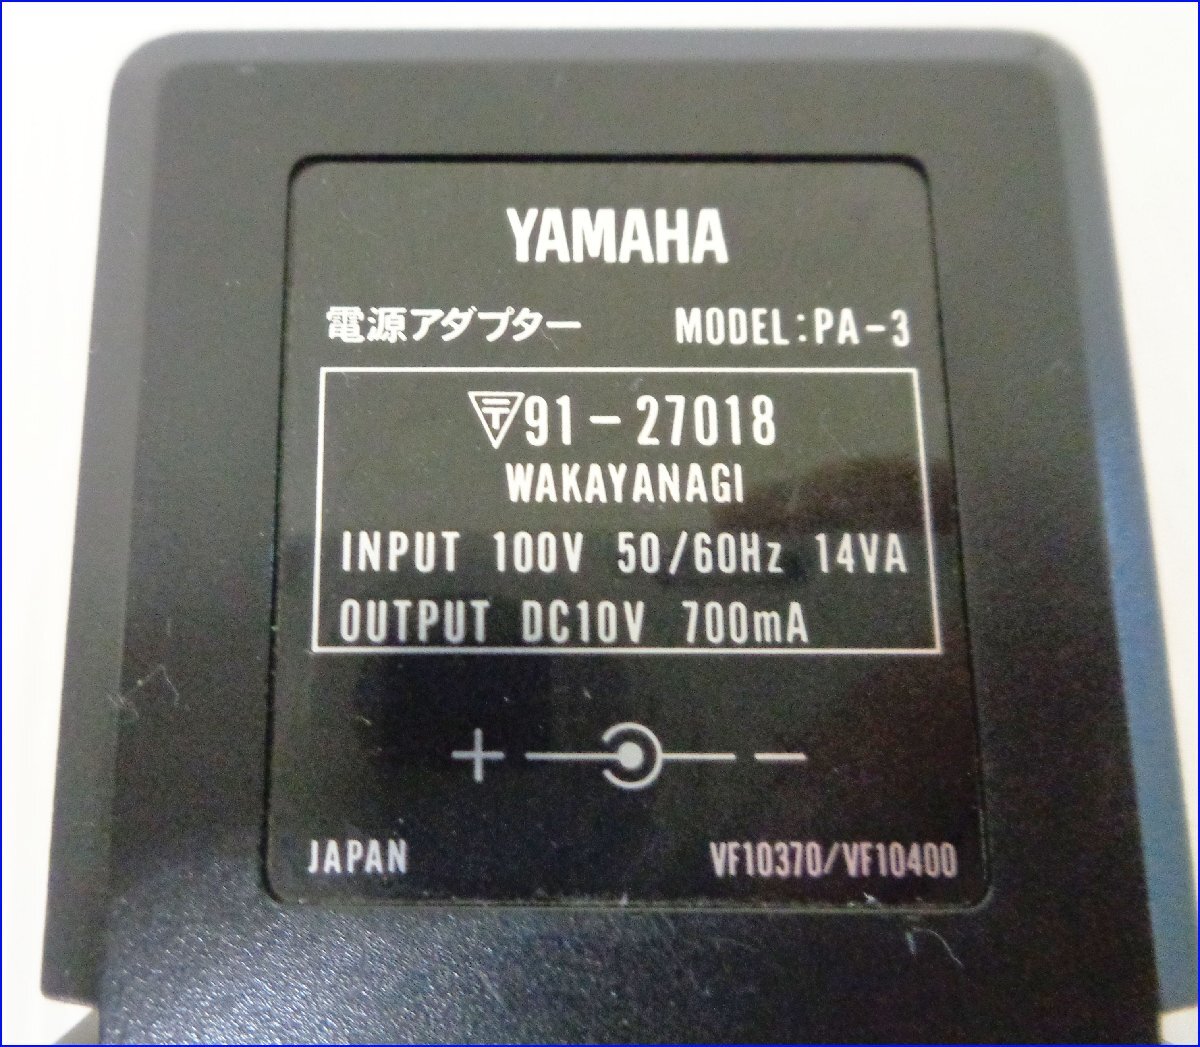 YAMAHA
電源アダプター MODEL:PA-3
〒91-27018
WAKAYANAGI
INPUT 100V 50/60Hz 14VA
OUTPUT DC10V 700mA
+ −
JAPAN VF10370/VF10400